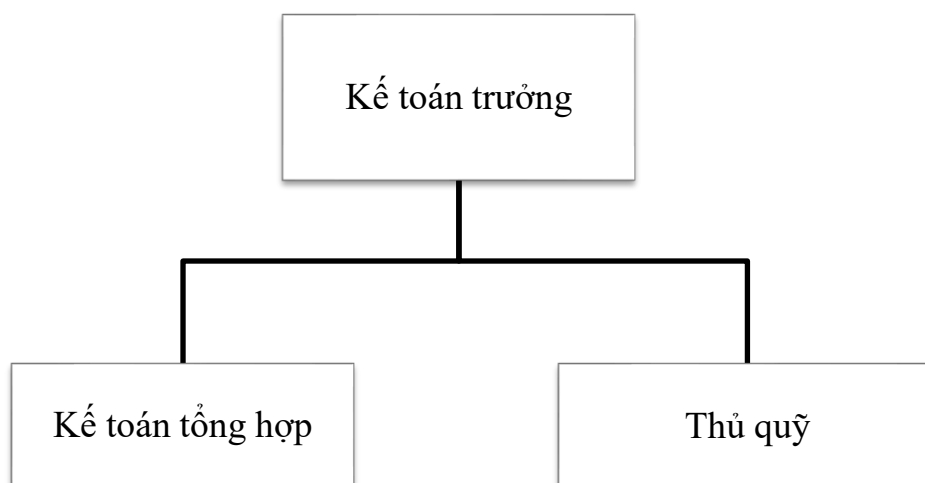 Kế toán trưởng
Kế toán tổng hợp
Thủ quỹ